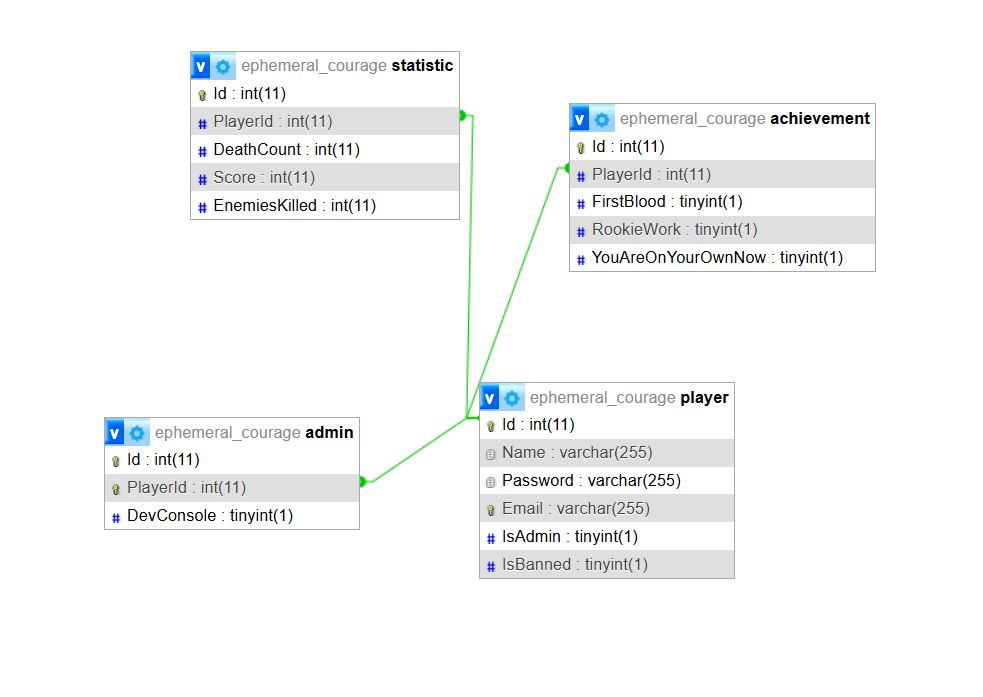 v ephemeral_courage statistic
Id : int(11)
# PlayerId : int(11)
# DeathCount : int(11)
# Score : int(11)
# EnemiesKilled : int(11)
v ephemeral_courage achievement
Id : int(11)
# PlayerId : int(11)
# FirstBlood : tinyint(1)
# RookieWork : tinyint(1)
# YouAreOnYourOwnNow : tinyint(1)
v ephemeral_courage admin
Id : int(11)
PlayerId : int(11)
# DevConsole : tinyint(1)
v ephemeral_courage player
Id : int(11)
Name : varchar(255)
Password : varchar(255)
Email : varchar(255)
# IsAdmin : tinyint(1)
# IsBanned : tinyint(1)